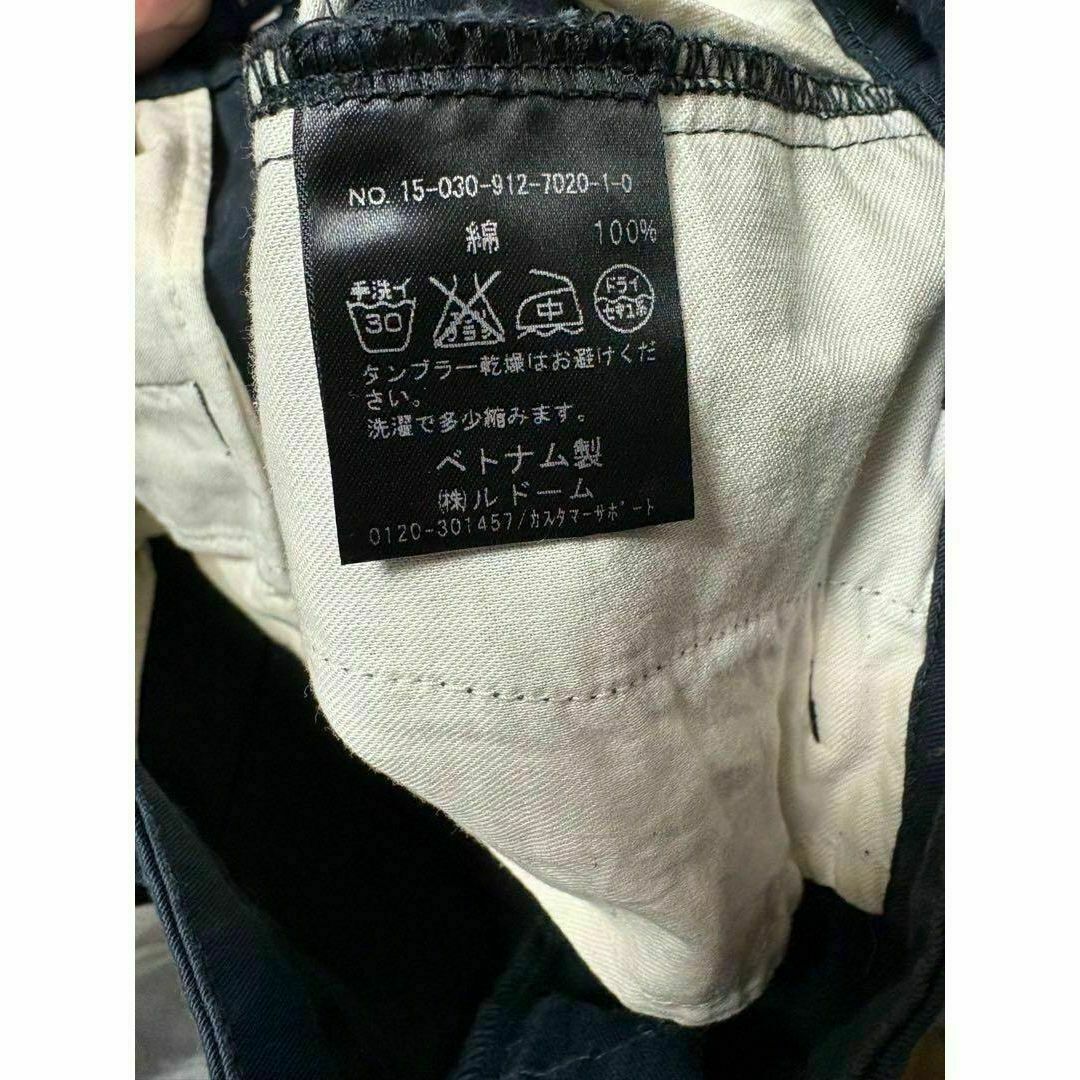 NO. 15-030-912-7020-1-0
綿 100%
手洗イ
30
中
ドライ
セキユ系
タンブラー乾燥はお避けくだ
さい。
洗濯で多少縮みます。
ベトナム製
(株)ルドーム
0120-301457/カスタマーサポート